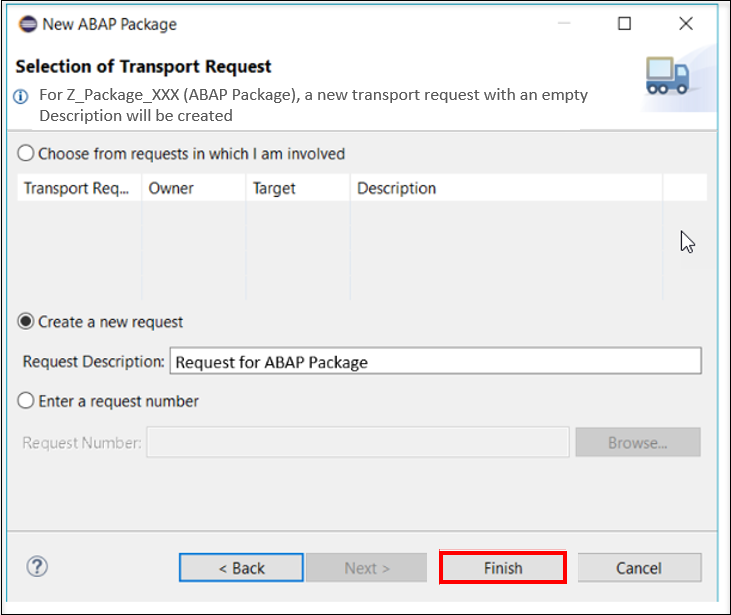 New ABAP Package
Selection of Transport Request
For Z_Package_XXX (ABAP Package), a new transport request with an empty
Description will be created
Choose from requests in which I am involved
Transport Req... Owner Target Description
Create a new request
Request Description: Request for ABAP Package
Enter a request number
Request Number:
Browse...
< Back Next > Finish Cancel